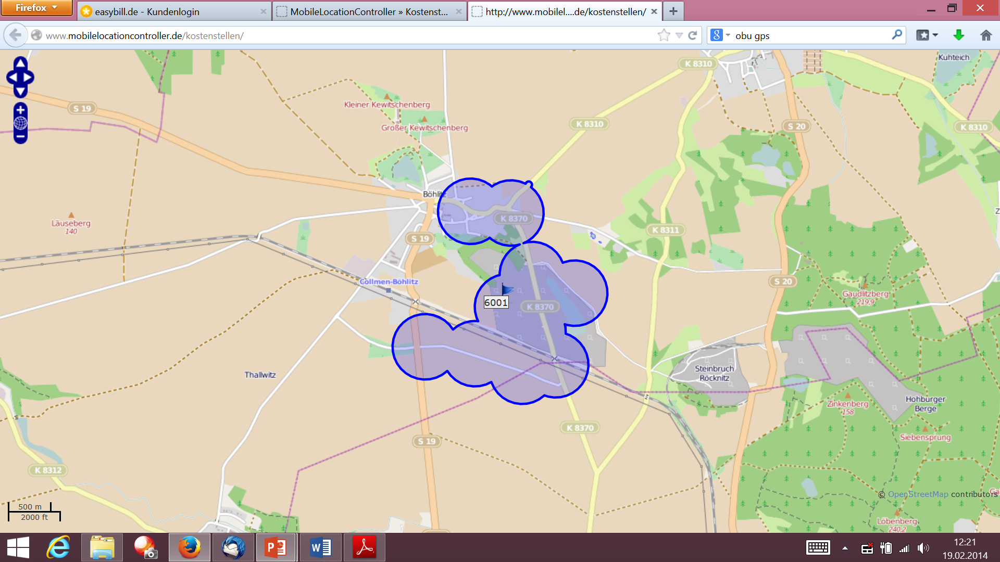 Firefox
easybill.de - Kundenlogin
MobileLocationController » Kostenst...
http://www.mobilel....de/kostenstellen/
www.mobilelocationcontroller.de/kostenstellen/
obu gps
Kuhteich
K 8310
Kleiner Kewitschenberg
S 19
Großer Kewitschenberg
K 8310
S 20
K 8310
Böhlitz
Läuseberg
140
K 8370
K 8311
S 19
Collmen-Böhlitz
S 20
Gaudlitzberg
219,9
6001
K 8370
Thallwitz
Steinbruch
Röcknitz
Hohburger
Berge
Zinkenberg
158
K 8370
S 19
Siebensprung
K 8312
© OpenStreetMap contributors
500 m
2000 ft
Löbenberg
240,2
12:21
19.02.2014